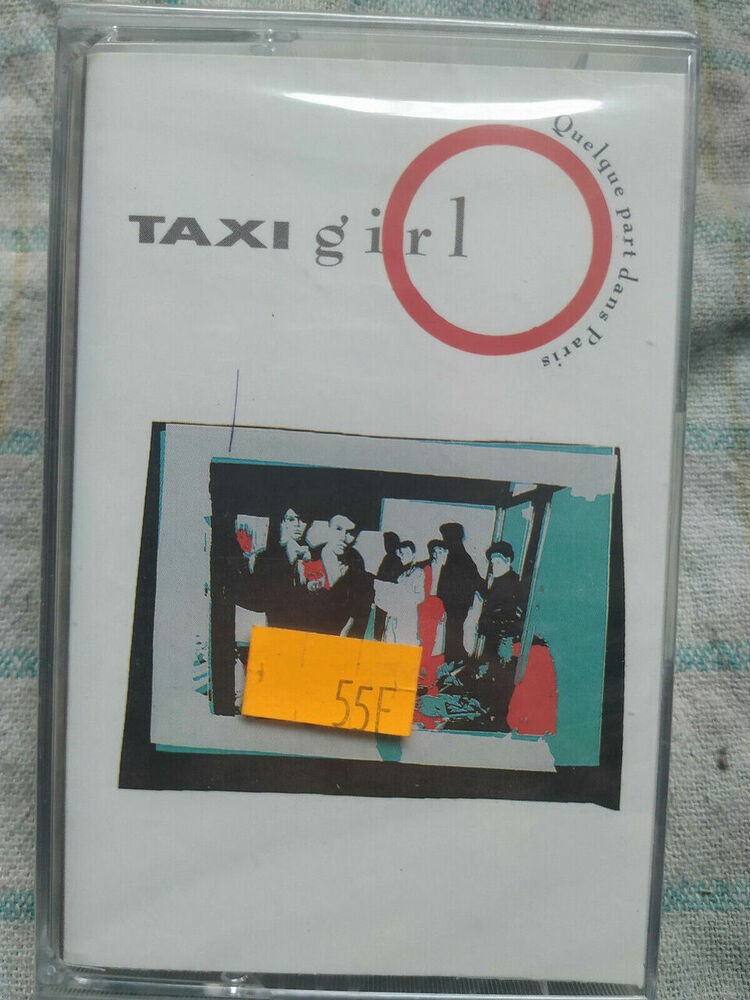 TAXI girl
Quelque part dans Paris
55F